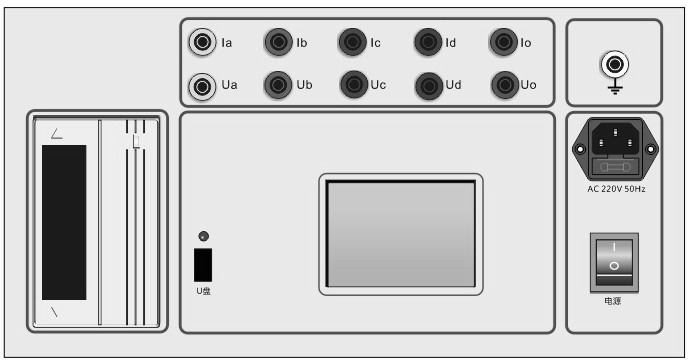 Ia Ib Ic Id Io
Ua Ub Uc Ud Uo
AC 220V 50Hz
U盘
电源